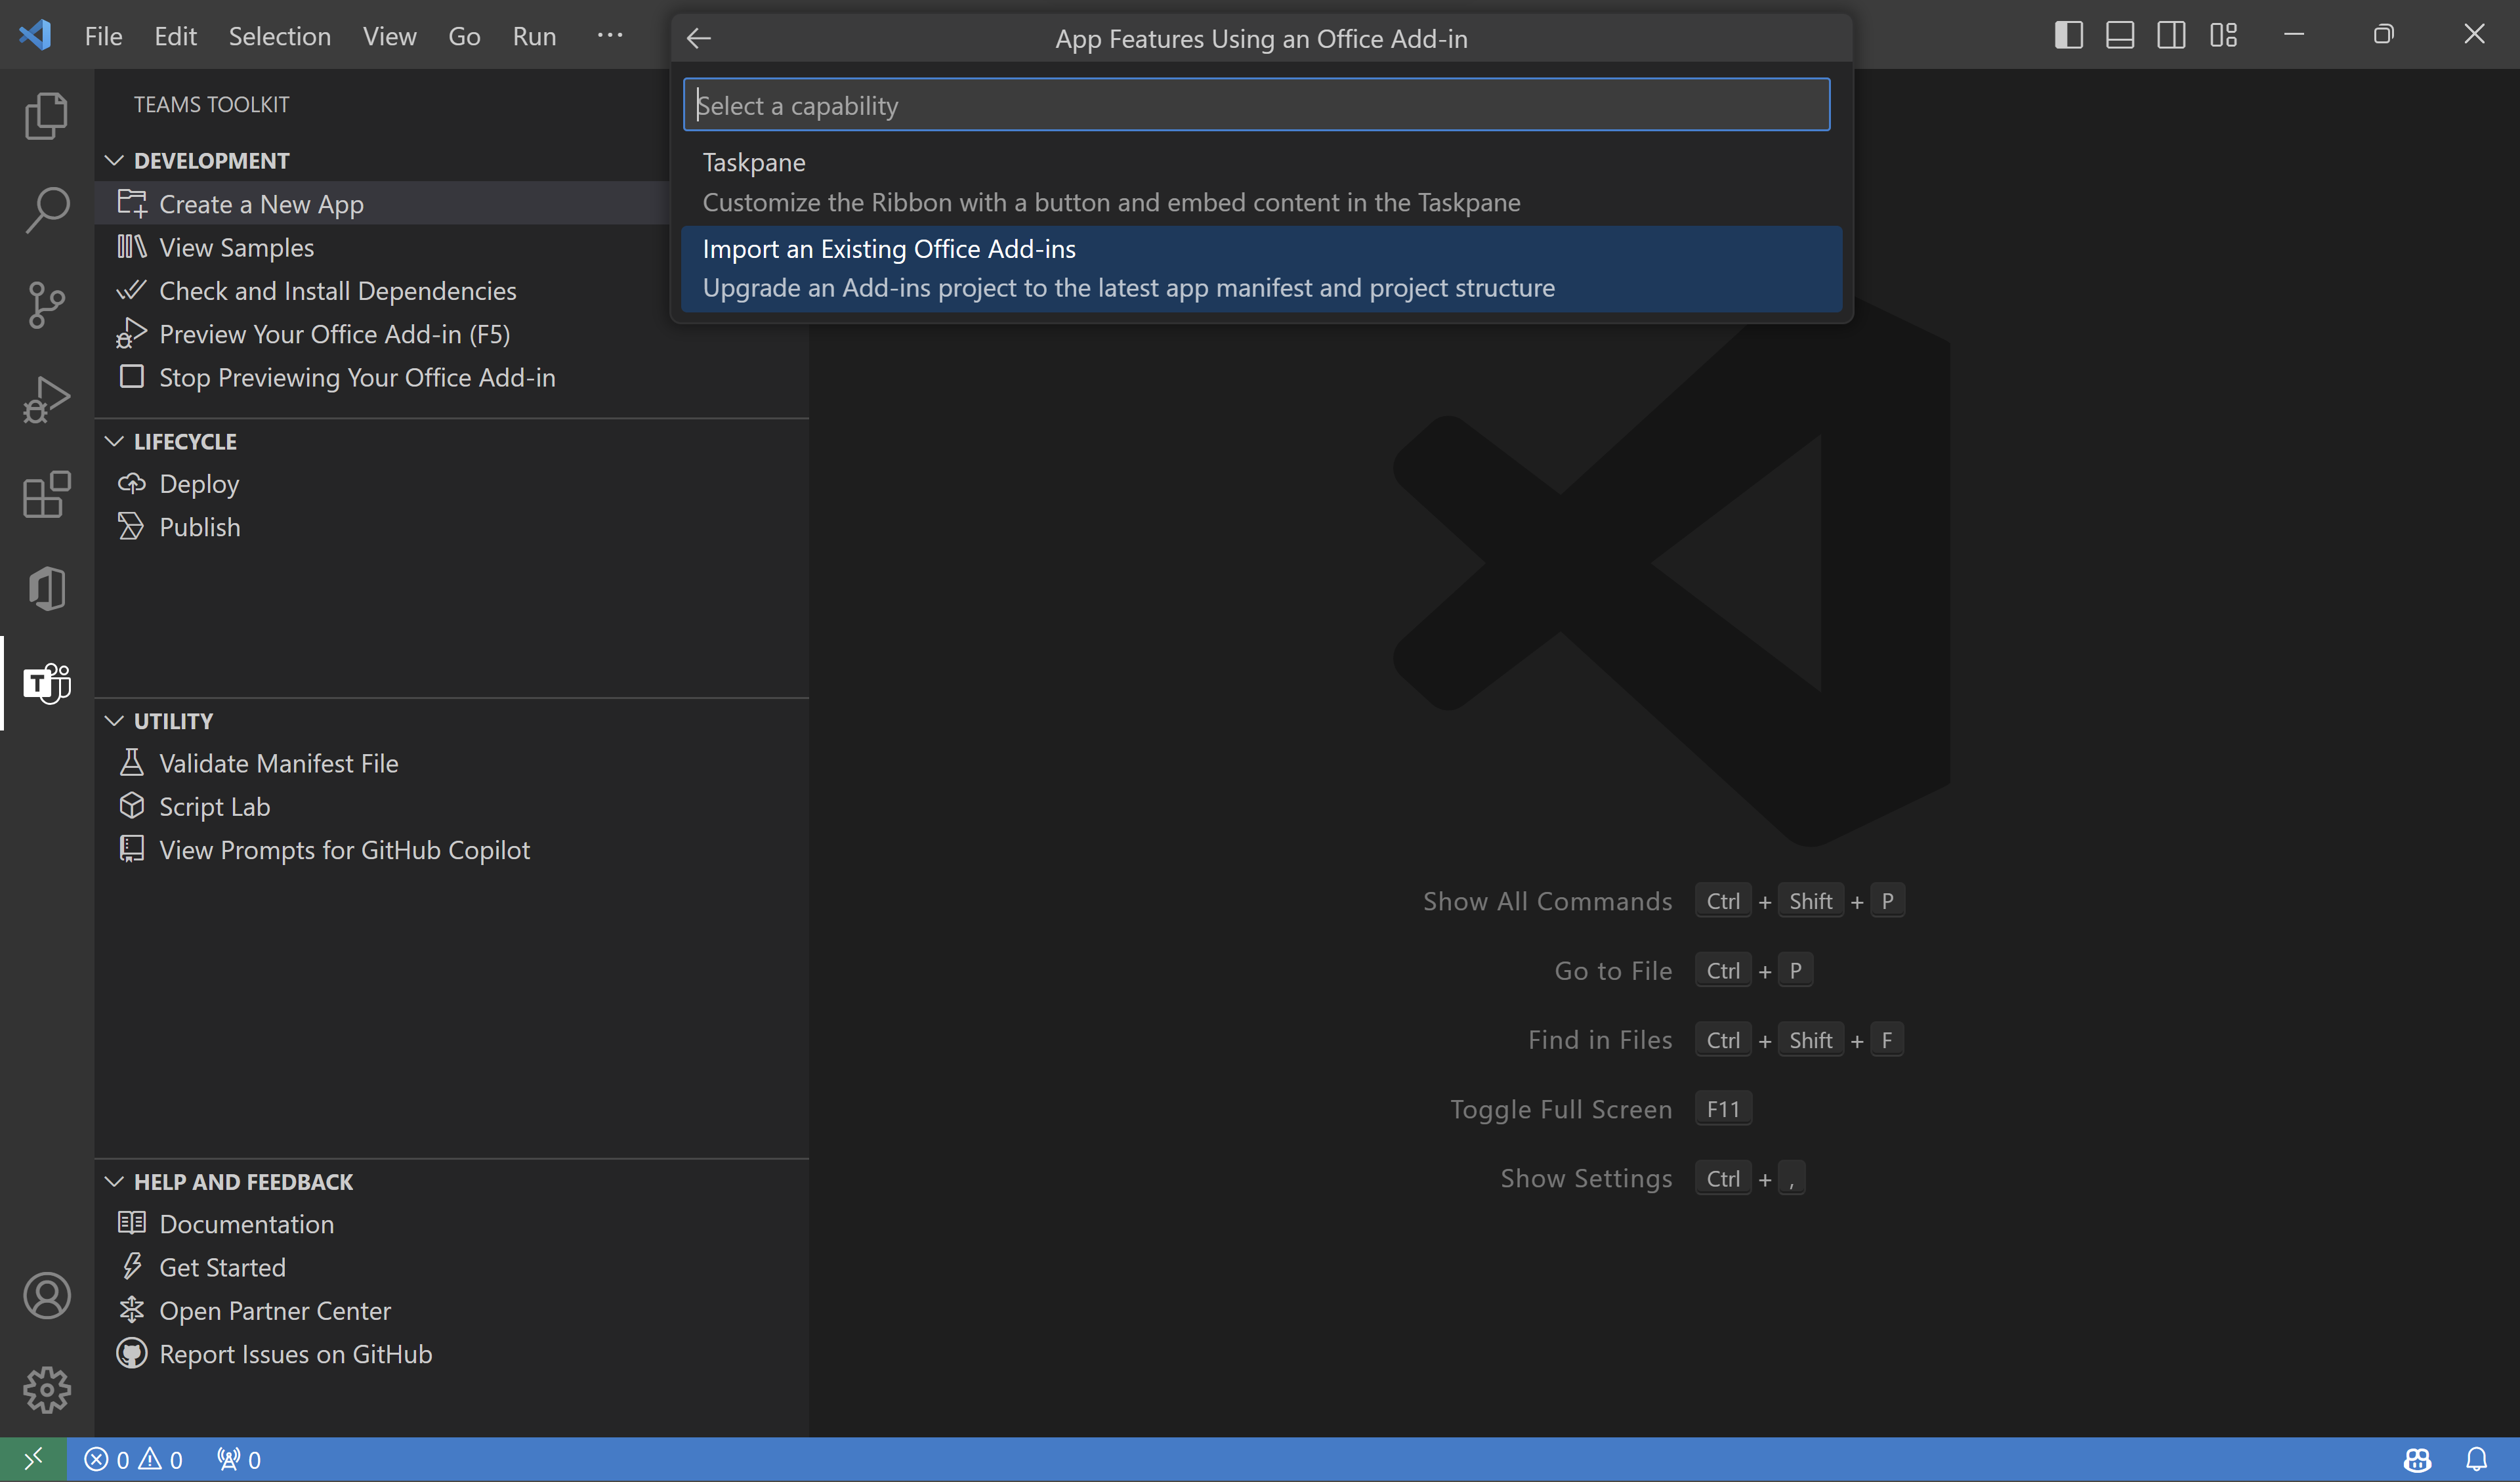 File Edit Selection View Go Run ···
App Features Using an Office Add-in
Select a capability
Taskpane
Customize the Ribbon with a button and embed content in the Taskpane
Import an Existing Office Add-ins
Upgrade an Add-ins project to the latest app manifest and project structure
TEAMS TOOLKIT
DEVELOPMENT
Create a New App
View Samples
Check and Install Dependencies
Preview Your Office Add-in (F5)
Stop Previewing Your Office Add-in
LIFECYCLE
Deploy
Publish
UTILITY
Validate Manifest File
Script Lab
View Prompts for GitHub Copilot
HELP AND FEEDBACK
Documentation
Get Started
Open Partner Center
Report Issues on GitHub
Show All Commands Ctrl + Shift + P
Go to File Ctrl + P
Find in Files Ctrl + Shift + F
Toggle Full Screen F11
Show Settings Ctrl + ,
T
0 0 0